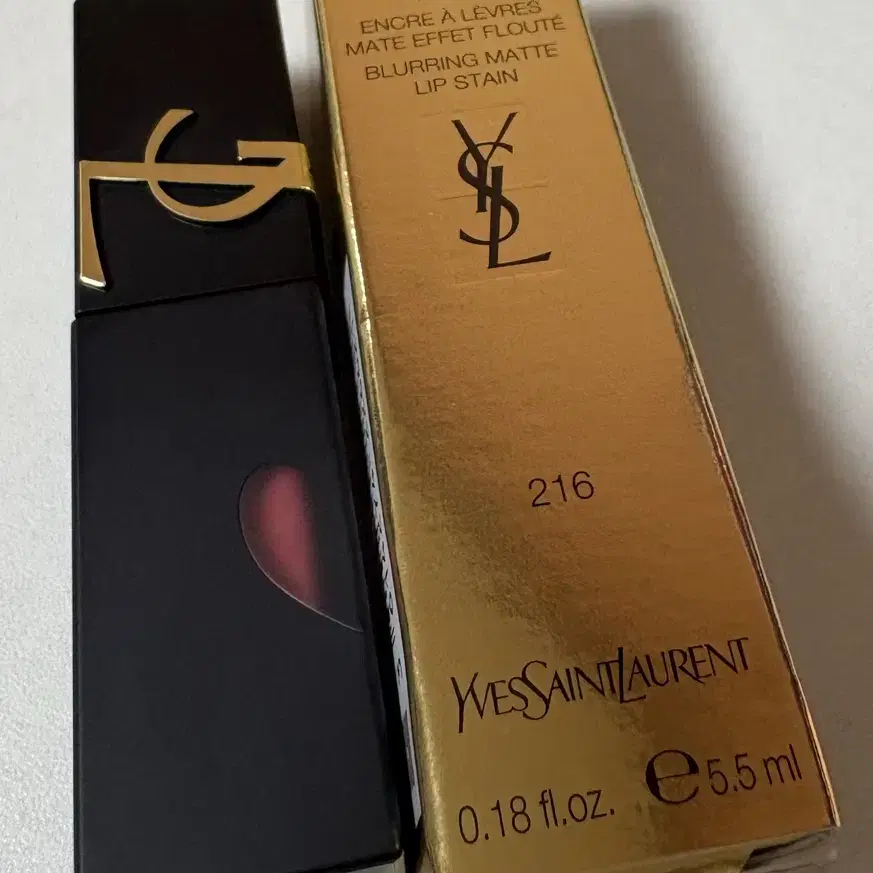 ENCRE À LÈVRES
MATE EFFET FLOUTÉ
BLURRING MATTE
LIP STAIN
YSL
216
YVESSAINTLAURENT
0.18 fl.oz. ℮ 5.5 ml